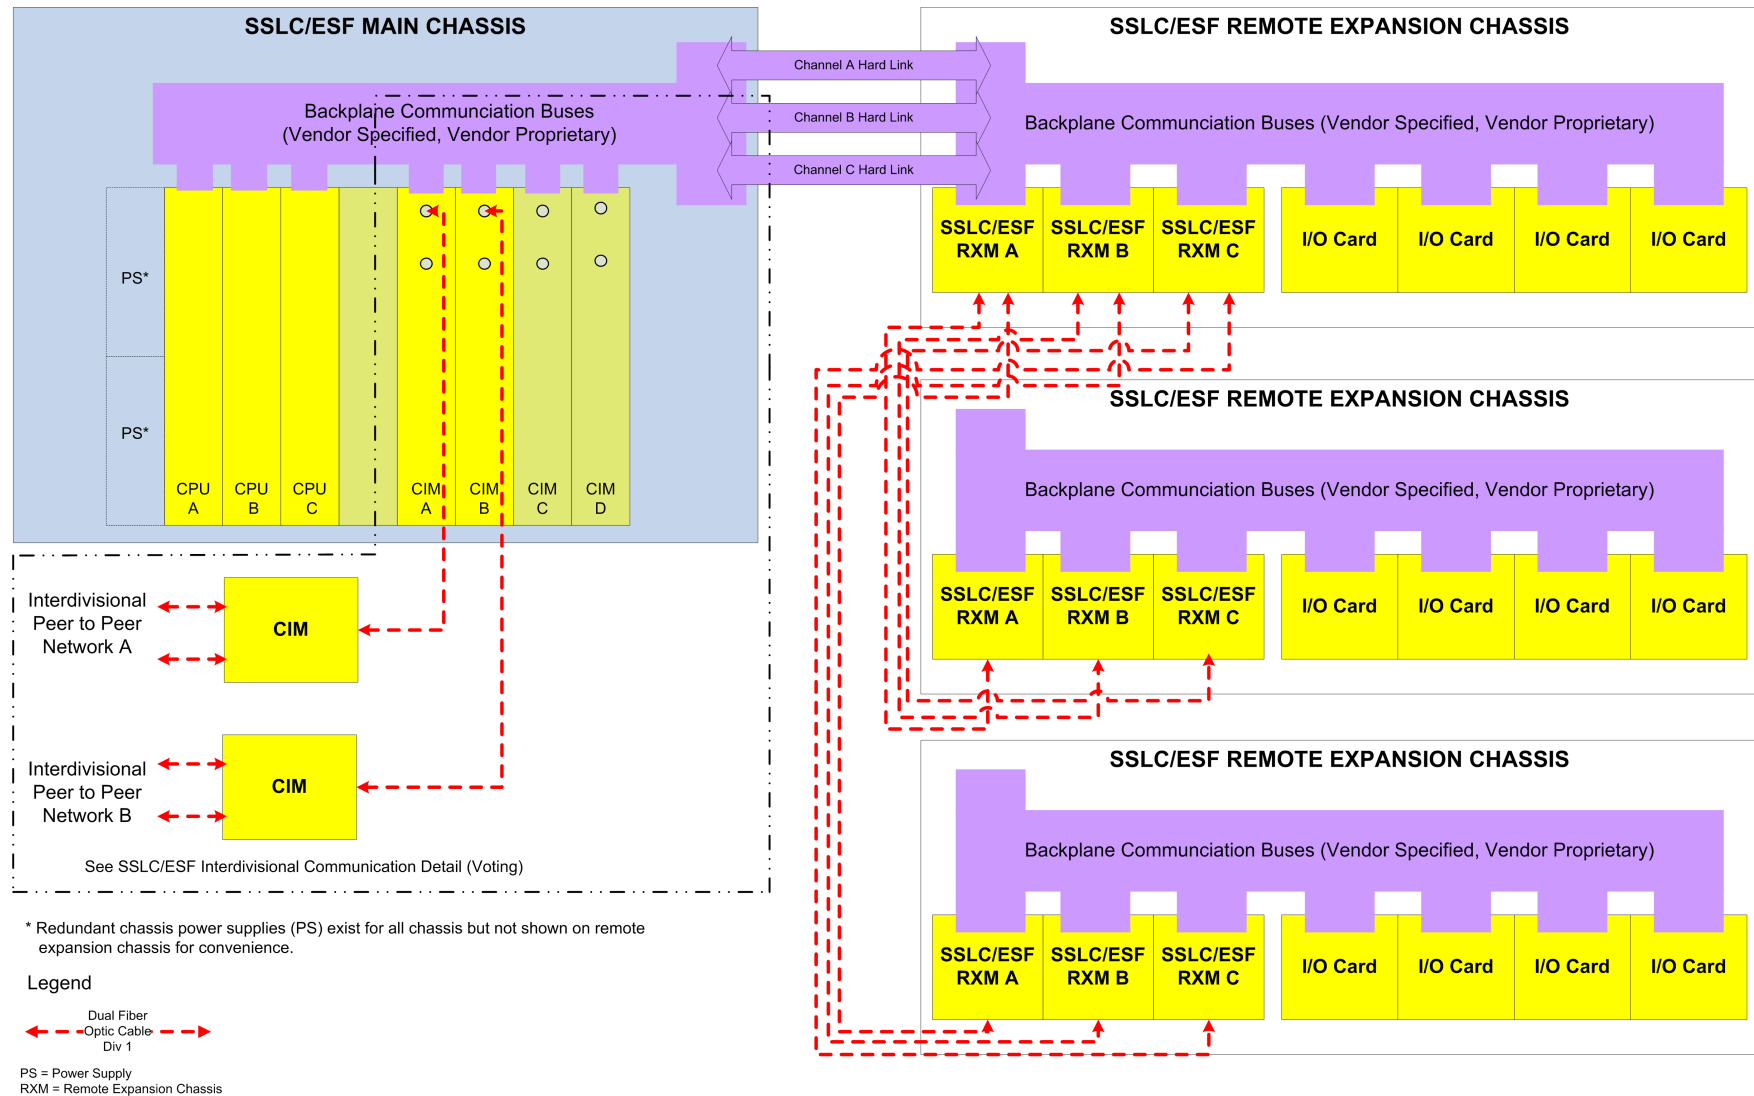 SSLC/ESF MAIN CHASSIS
Backplane Communciation Buses
(Vendor Specified, Vendor Proprietary)
Channel A Hard Link
Channel B Hard Link
Channel C Hard Link
PS*
PS*
CPU
A
CPU
B
CPU
C
CIM
A
CIM
B
CIM
C
CIM
D
Interdivisional
Peer to Peer
Network A
CIM
Interdivisional
Peer to Peer
Network B
CIM
See SSLC/ESF Interdivisional Communication Detail (Voting)
* Redundant chassis power supplies (PS) exist for all chassis but not shown on remote
expansion chassis for convenience.
Legend
Dual Fiber
Optic Cable
Div 1
PS = Power Supply
RXM = Remote Expansion Chassis
SSLC/ESF REMOTE EXPANSION CHASSIS
Backplane Communciation Buses (Vendor Specified, Vendor Proprietary)
SSLC/ESF
RXM A
SSLC/ESF
RXM B
SSLC/ESF
RXM C
I/O Card
I/O Card
I/O Card
I/O Card
SSLC/ESF REMOTE EXPANSION CHASSIS
Backplane Communciation Buses (Vendor Specified, Vendor Proprietary)
SSLC/ESF
RXM A
SSLC/ESF
RXM B
SSLC/ESF
RXM C
I/O Card
I/O Card
I/O Card
I/O Card
SSLC/ESF REMOTE EXPANSION CHASSIS
Backplane Communciation Buses (Vendor Specified, Vendor Proprietary)
SSLC/ESF
RXM A
SSLC/ESF
RXM B
SSLC/ESF
RXM C
I/O Card
I/O Card
I/O Card
I/O Card